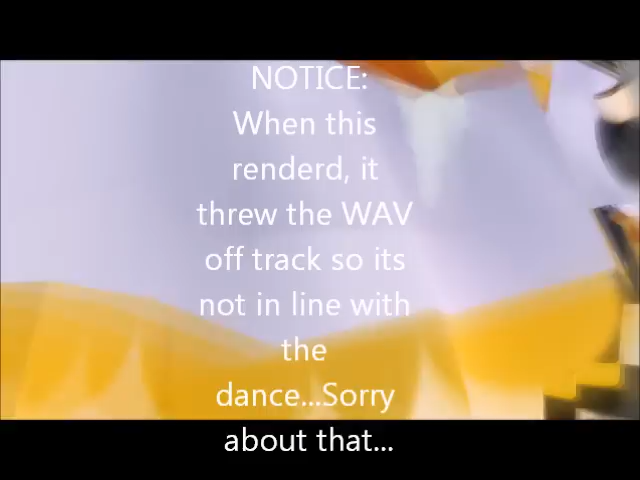 NOTICE:
When this
renderd, it
threw the WAV
off track so its
not in line with
the
dance...Sorry
about that...